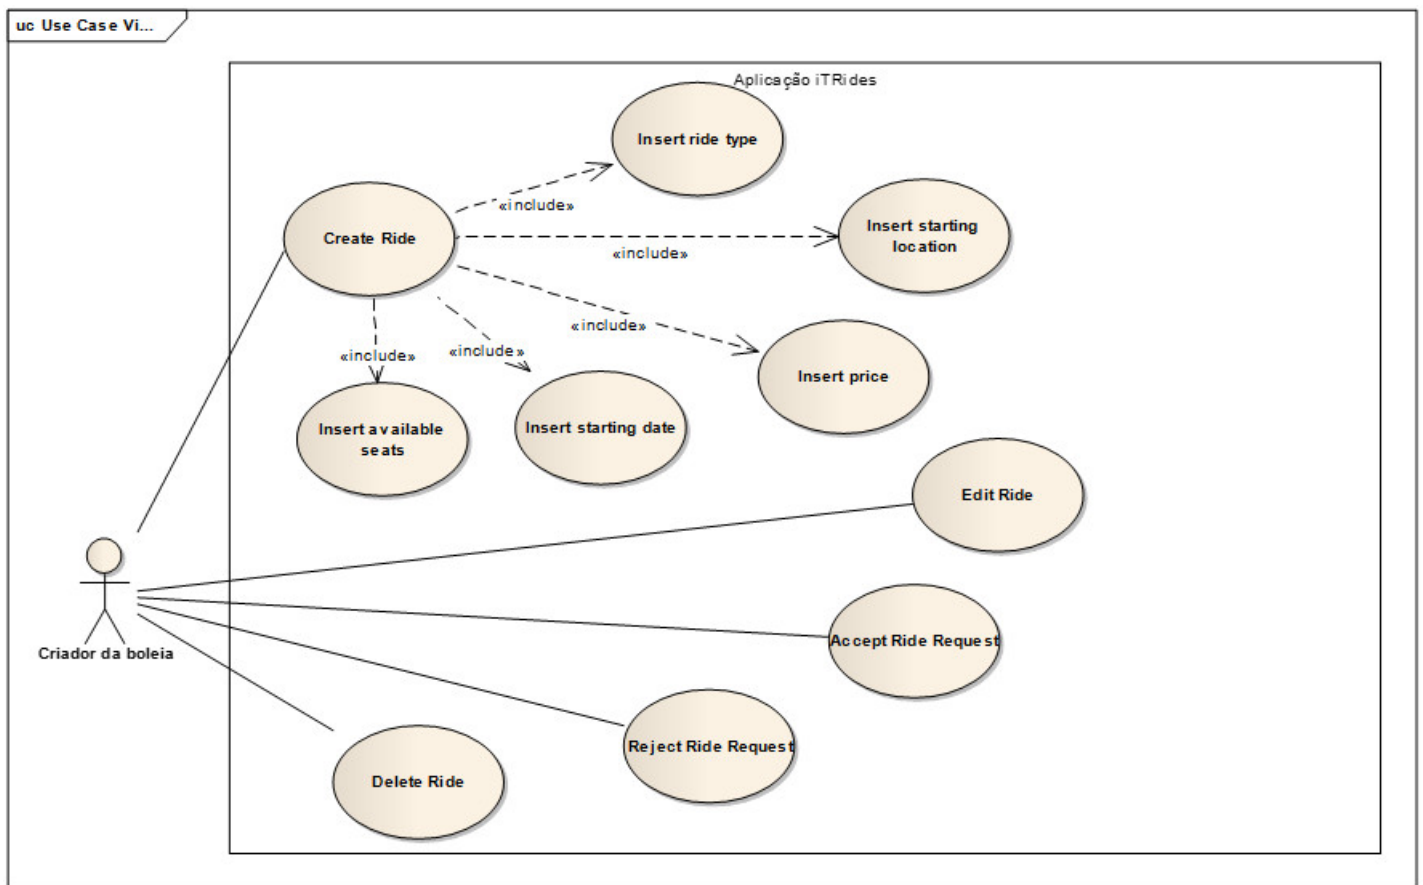 uc Use Case Vi...
Aplicação iTRides
Insert ride type
Create Ride
«include»
Insert starting
location
«include»
«include»
Insert price
«include»
«include»
Insert available
seats
Insert starting date
Edit Ride
Criador da boleia
Accept Ride Request
Reject Ride Request
Delete Ride